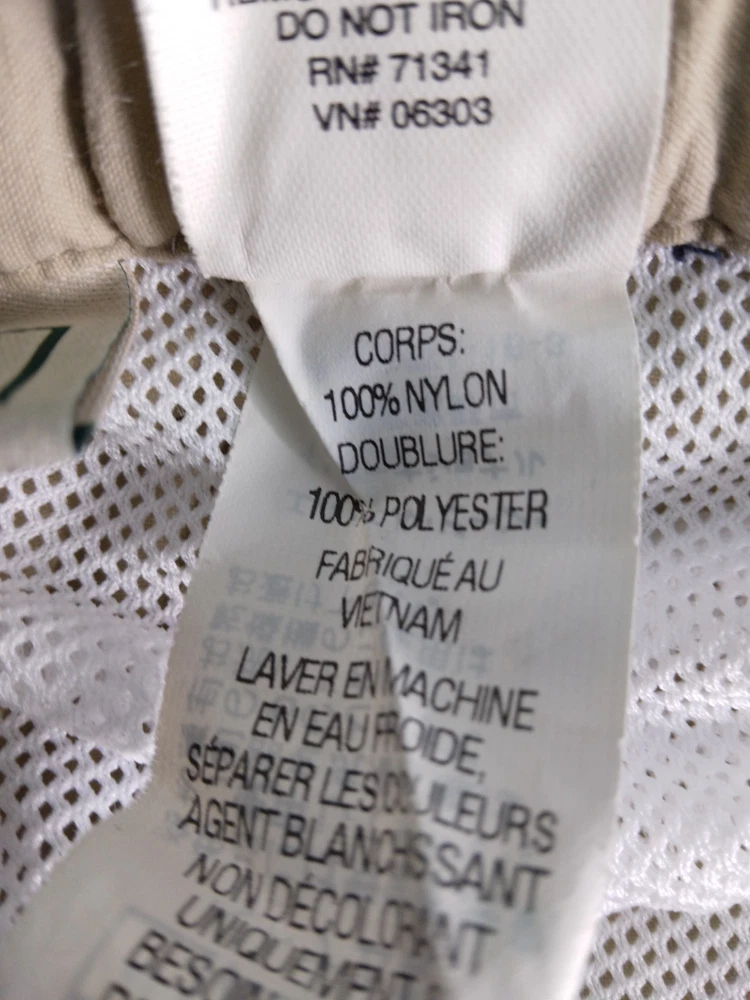 DO NOT IRON
RN# 71341
VN# 06303
CORPS:
100% NYLON
DOUBLURE:
100% POLYESTER
FABRIQUÉ AU
VIETNAM
LAVER EN MACHINE
EN EAU FROIDE,
SÉPARER LES COULEURS
AGENT BLANCHISSANT
NON DÉCOLORANT
UNIQUEMENT